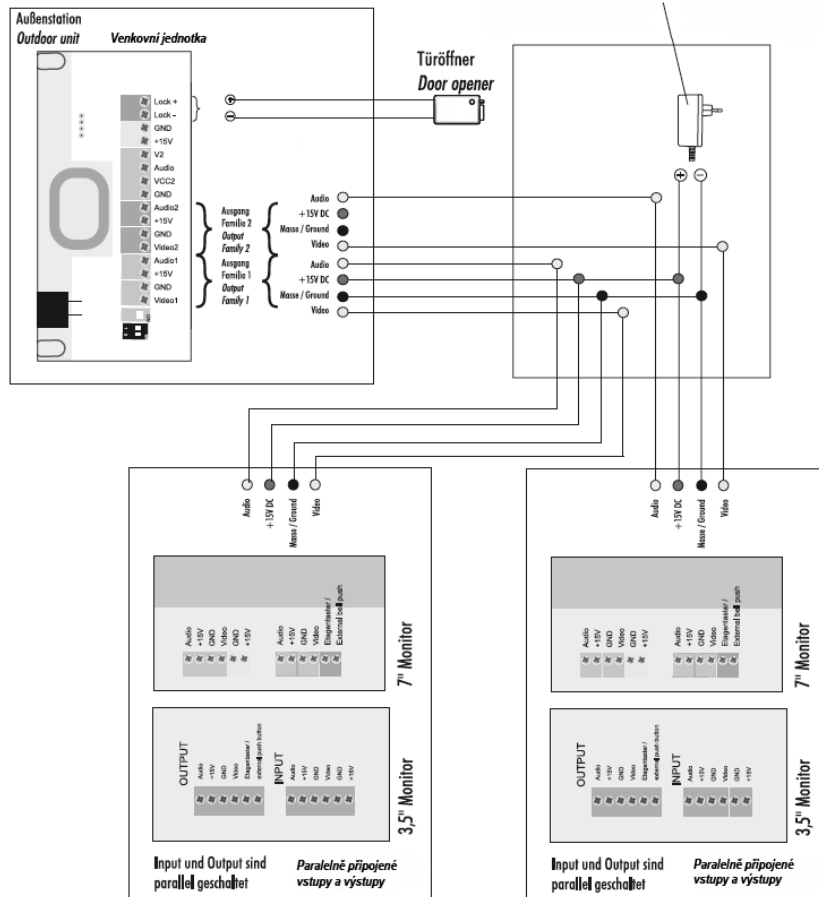 Außenstation
Outdoor unit
Venkovní jednotka
Lock +
Lock –
GND
+15V
V2
Audio
VCC2
GND
Audio2
+15V
GND
Video2
Audio1
+15V
GND
Video1
Türöffner
Door opener
Ausgang
Familie 2
Output
Family 2
Ausgang
Familie 1
Output
Family 1
Audio
+ 15V DC
Masse / Ground
Video
Audio
+ 15V DC
Masse / Ground
Video
Audio
+ 15V DC
Masse / Ground
Video
Audio
+15V
GND
Video
GND
+15V
Audio
+15V
GND
Video
Etagentaster /
External bell push
7" Monitor
OUTPUT
Audio
+15V
GND
Video
Etagentaster /
external push button
INPUT
Audio
+15V
GND
Video
GND
+15V
3,5" Monitor
Input und Output sind
parallel geschaltet
Paralelně připojené
vstupy a výstupy
Audio
+ 15V DC
Masse / Ground
Video
Audio
+15V
GND
Video
GND
+15V
Audio
+15V
GND
Video
Etagentaster /
External bell push
7" Monitor
OUTPUT
Audio
+15V
GND
Video
Etagentaster /
external push button
INPUT
Audio
+15V
GND
Video
GND
+15V
3,5" Monitor
Input und Output sind
parallel geschaltet
Paralelně připojené
vstupy a výstupy